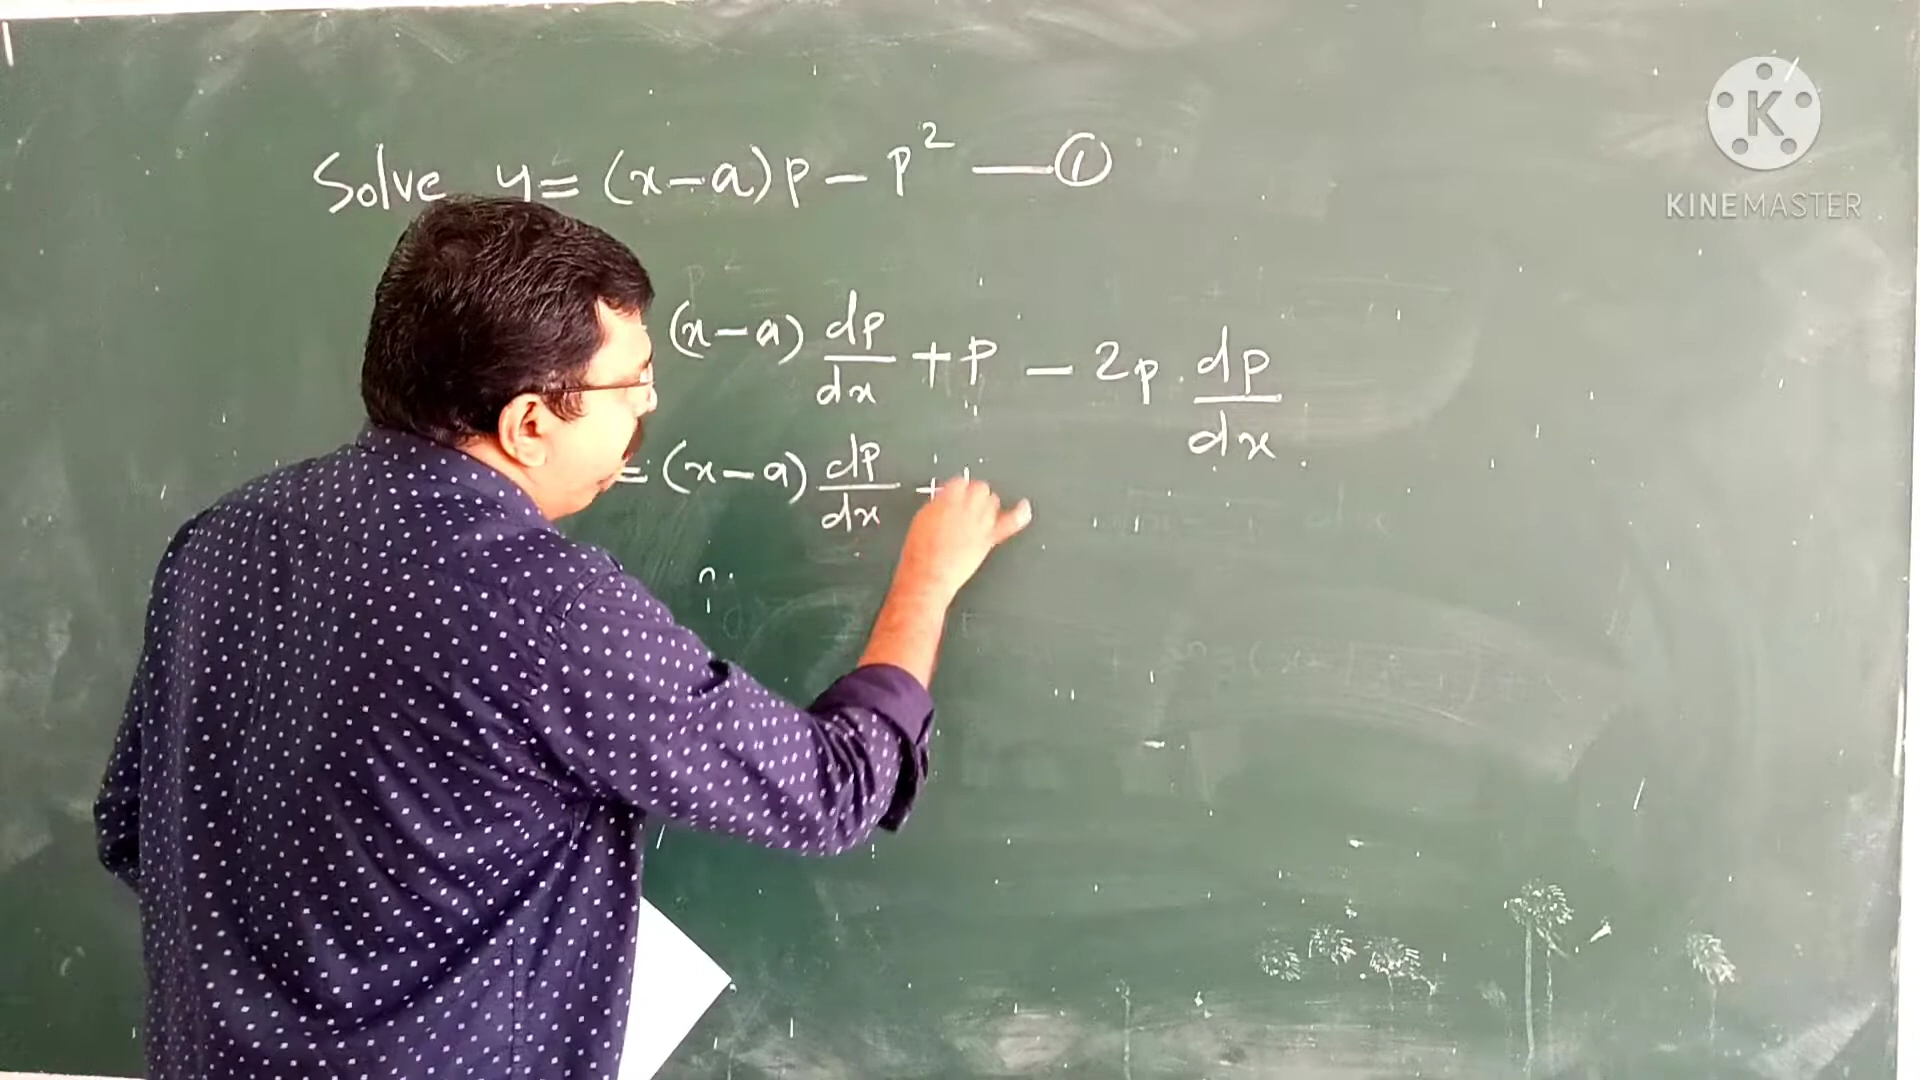 Solve y = (x-a)p - p² — ①
KINEMASTER
(x-a) dp/dx + p - 2p . dp/dx
= (x-a) dp/dx +